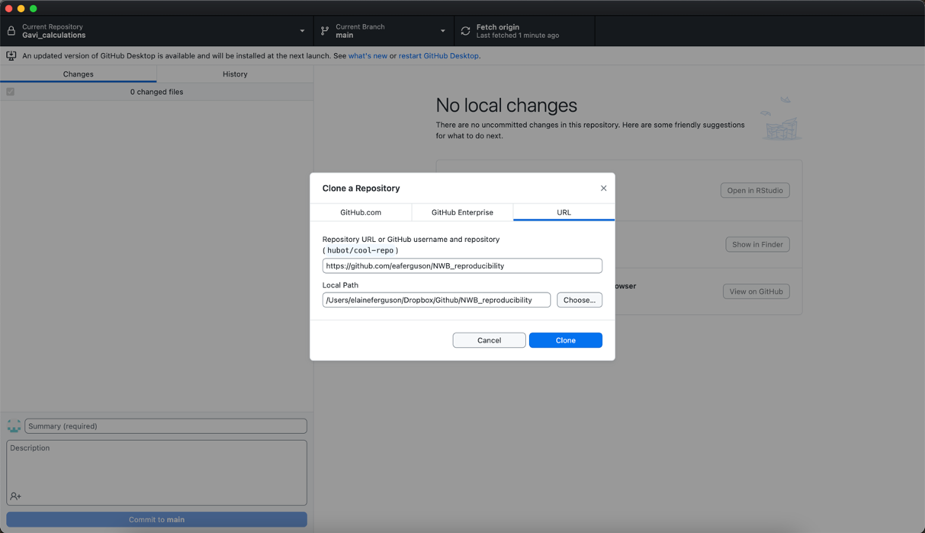 Current Repository
Gavi_calculations
Current Branch
main
Fetch origin
Last fetched 1 minute ago
An updated version of GitHub Desktop is available and will be installed at the next launch. See what's new or restart GitHub Desktop.
Changes
History
0 changed files
No local changes
There are no uncommitted changes in this repository. Here are some friendly suggestions
for what to do next.
Open in RStudio
Show in Finder
owser
View on GitHub
Clone a Repository
GitHub.com
GitHub Enterprise
URL
Repository URL or GitHub username and repository
(hubot/cool-repo)
https://github.com/eaferguson/NWB_reproducibility
Local Path
/Users/elaineferguson/Dropbox/Github/NWB_reproducibility
Choose...
Cancel
Clone
Summary (required)
Description
Commit to main